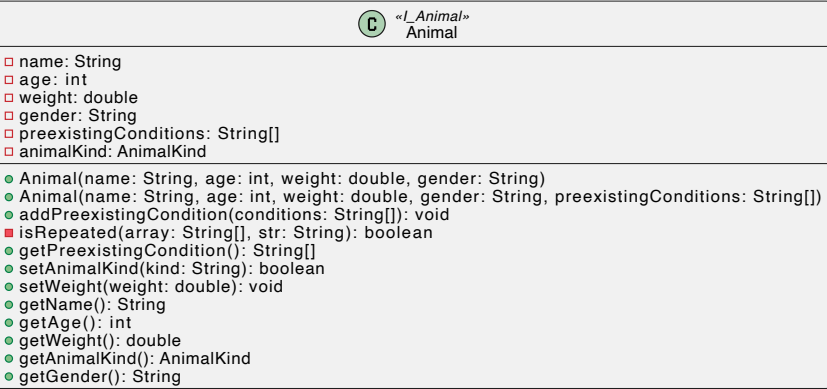 C «I_Animal»
Animal
name: String
age: int
weight: double
gender: String
preexistingConditions: String[]
animalKind: AnimalKind
Animal(name: String, age: int, weight: double, gender: String)
Animal(name: String, age: int, weight: double, gender: String, preexistingConditions: String[])
addPreexistingCondition(conditions: String[]): void
isRepeated(array: String[], str: String): boolean
getPreexistingCondition(): String[]
setAnimalKind(kind: String): boolean
setWeight(weight: double): void
getName(): String
getAge(): int
getWeight(): double
getAnimalKind(): AnimalKind
getGender(): String